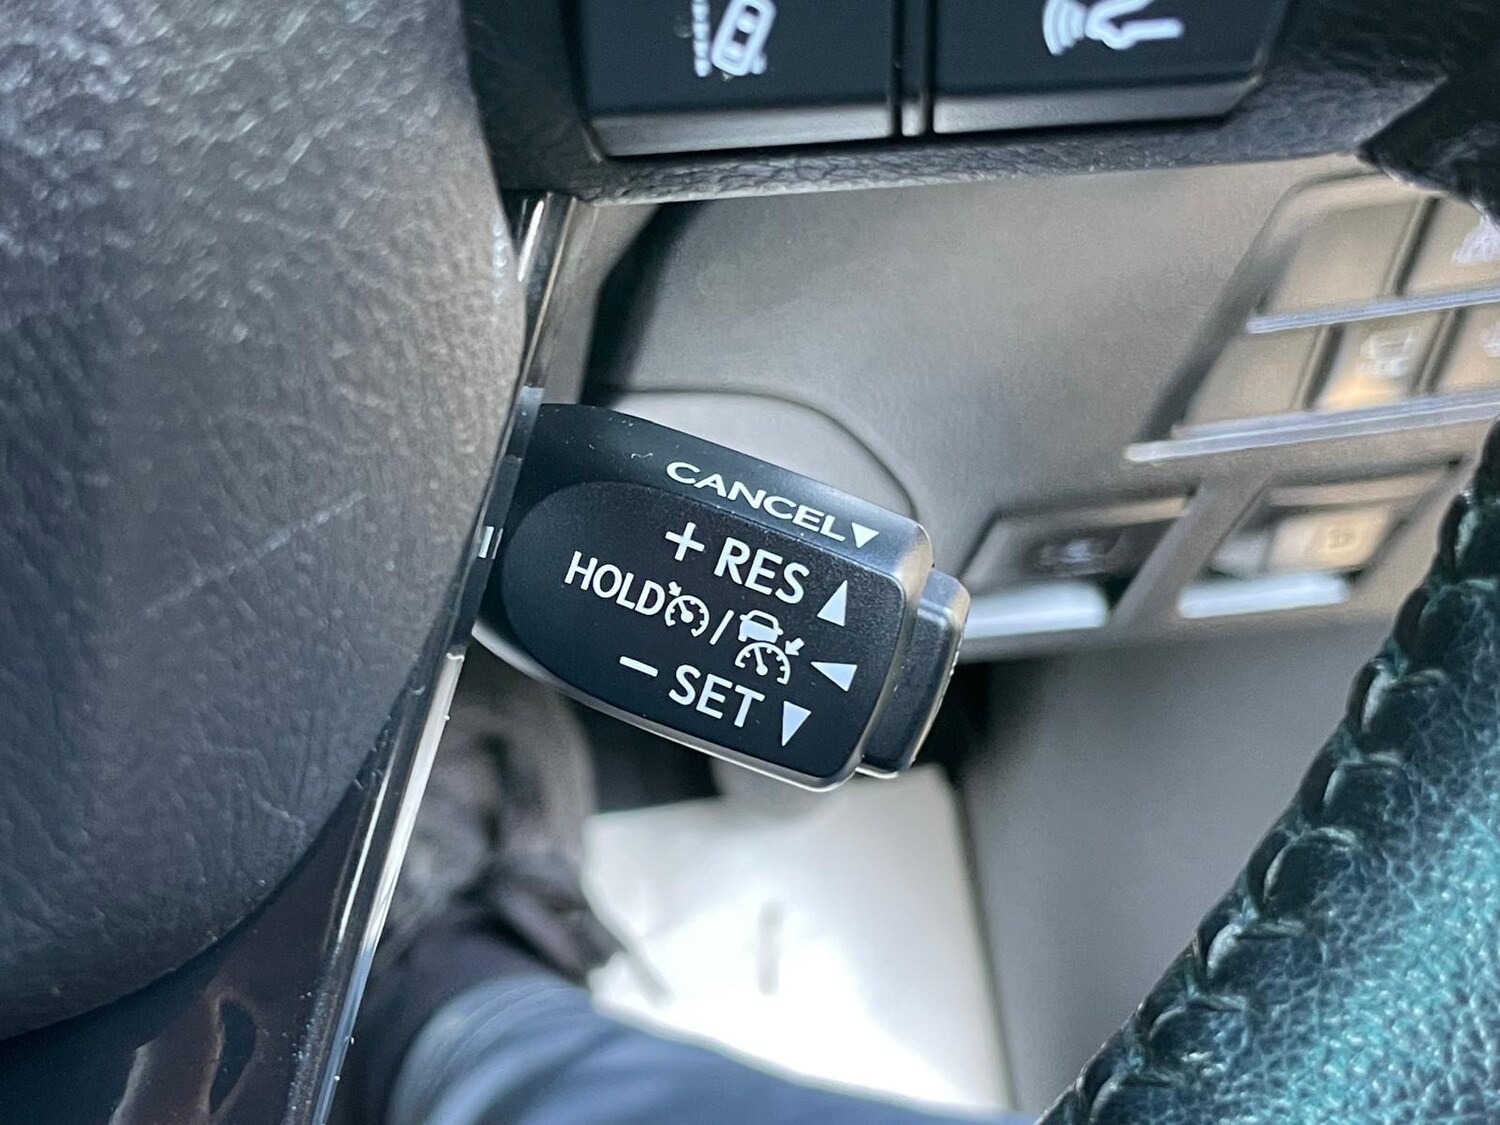 CANCEL▼
+ RES ▲
HOLD / ◀
− SET ▼